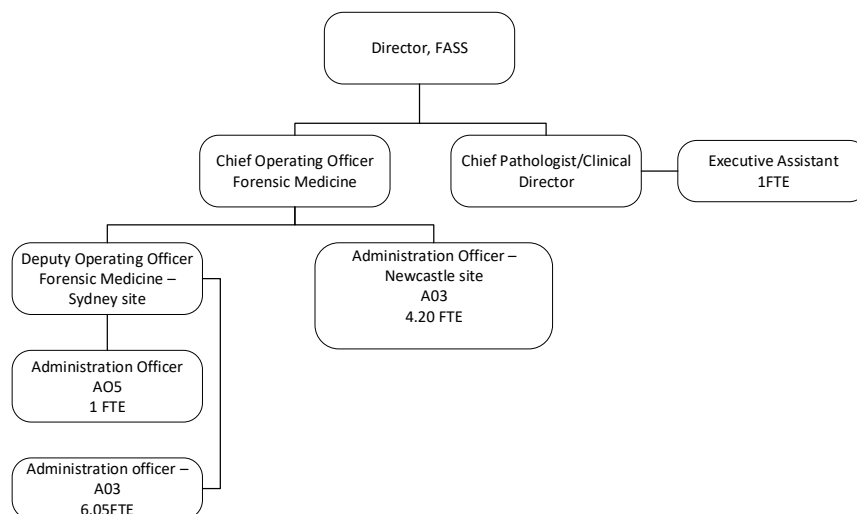 Director, FASS
Chief Operating Officer
Forensic Medicine
Chief Pathologist/Clinical
Director
Executive Assistant
1FTE
Deputy Operating Officer
Forensic Medicine –
Sydney site
Administration Officer –
Newcastle site
A03
4.20 FTE
Administration Officer
AO5
1 FTE
Administration officer –
A03
6.05FTE